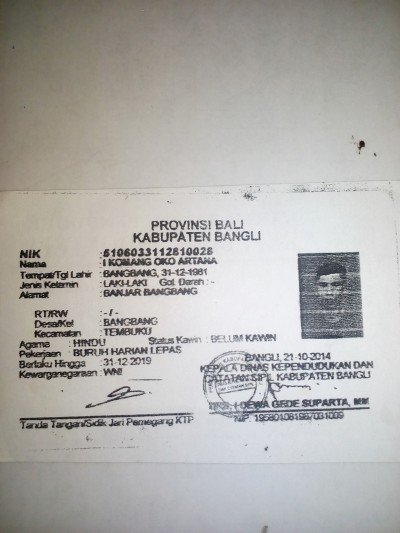 PROVINSI BALI
KABUPATEN BANGLI
NIK : 5106033112810028
Nama : I KOMANG OKO ARTANA
Tempat/Tgl Lahir : BANGBANG, 31-12-1981
Jenis Kelamin : LAKI-LAKI Gol. Darah : -
Alamat : BANJAR BANGBANG
RT/RW : - / -
Desa/Kel : BANGBANG
Kecamatan : TEMBUKU
Agama : HINDU Status Kawin : BELUM KAWIN
Pekerjaan : BURUH HARIAN LEPAS
Berlaku Hingga : 31-12-2019
Kewarganegaraan : WNI
BANGLI, 21-10-2014
KEPALA DINAS KEPENDUDUKAN DAN
CATATAN SIPIL KABUPATEN BANGLI
DRS. I DEWA GEDE SUPARTA, MM
Tanda Tangan/Sidik Jari Pemegang KTP
NIP.